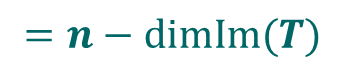 = n − dimIm(T)